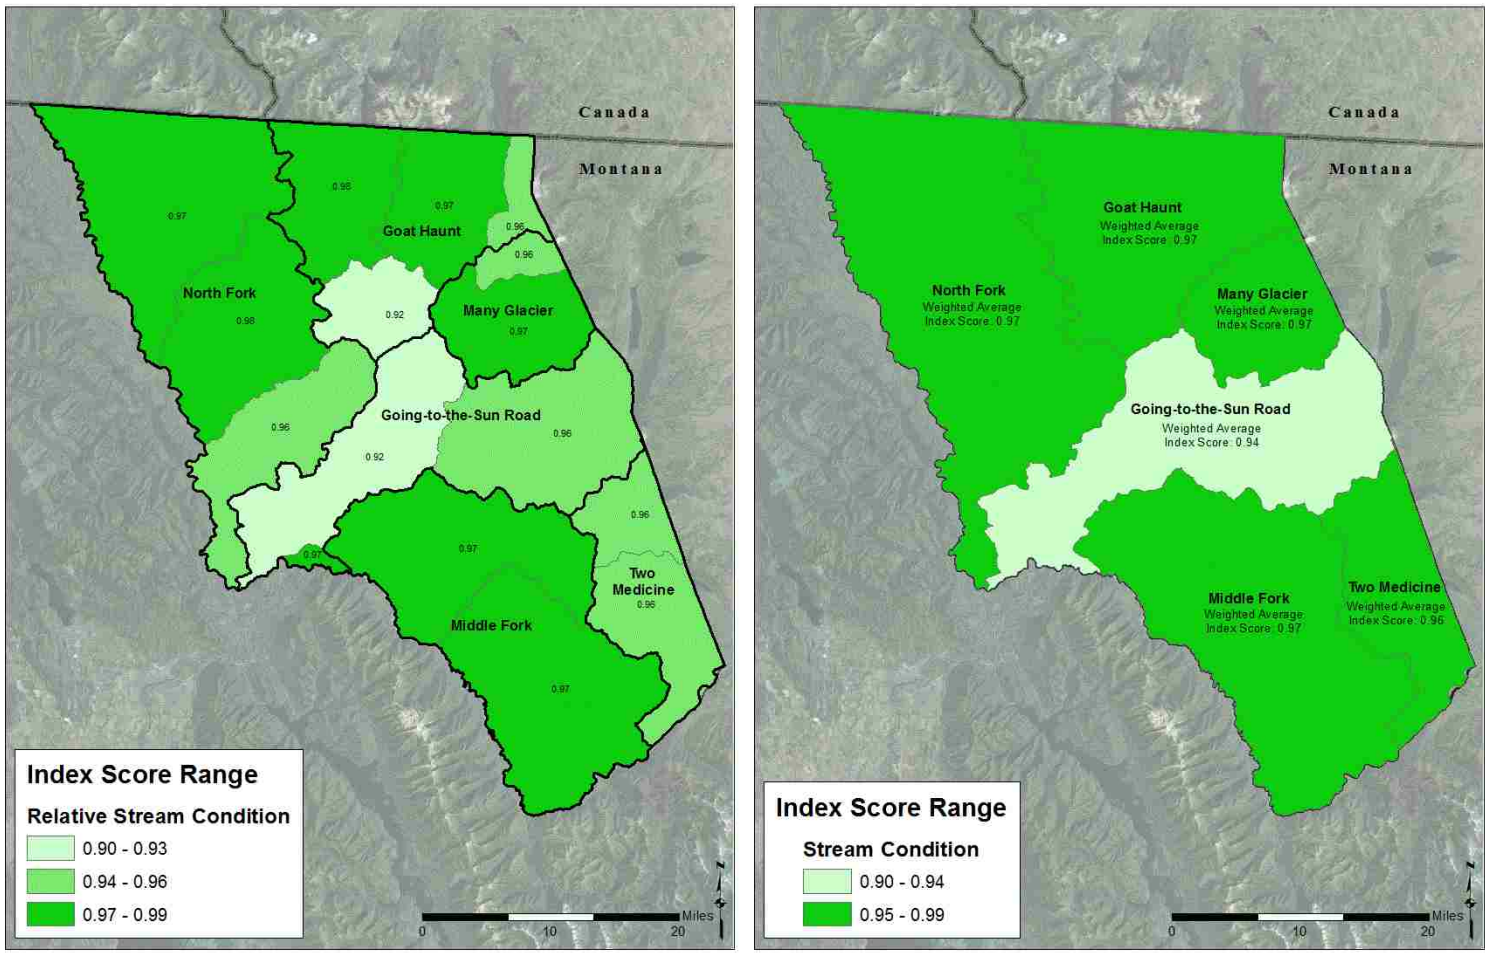 Canada
Montana
0.98
0.97
0.97
Goat Haunt
0.96
0.96
North Fork
0.98
0.92
Many Glacier
0.97
Going-to-the-Sun Road
0.96
0.96
0.92
0.96
0.97
0.97
Two
Medicine
0.96
Middle Fork
0.97
Index Score Range
Relative Stream Condition
0.90 - 0.93
0.94 - 0.96
0.97 - 0.99
N
Miles
0
10
20
Canada
Montana
Goat Haunt
Weighted Average
Index Score: 0.97
North Fork
Weighted Average
Index Score: 0.97
Many Glacier
Weighted Average
Index Score: 0.97
Going-to-the-Sun Road
Weighted Average
Index Score: 0.94
Two Medicine
Weighted Average
Index Score: 0.96
Middle Fork
Weighted Average
Index Score: 0.97
Index Score Range
Stream Condition
0.90 - 0.94
0.95 - 0.99
N
Miles
0
10
20